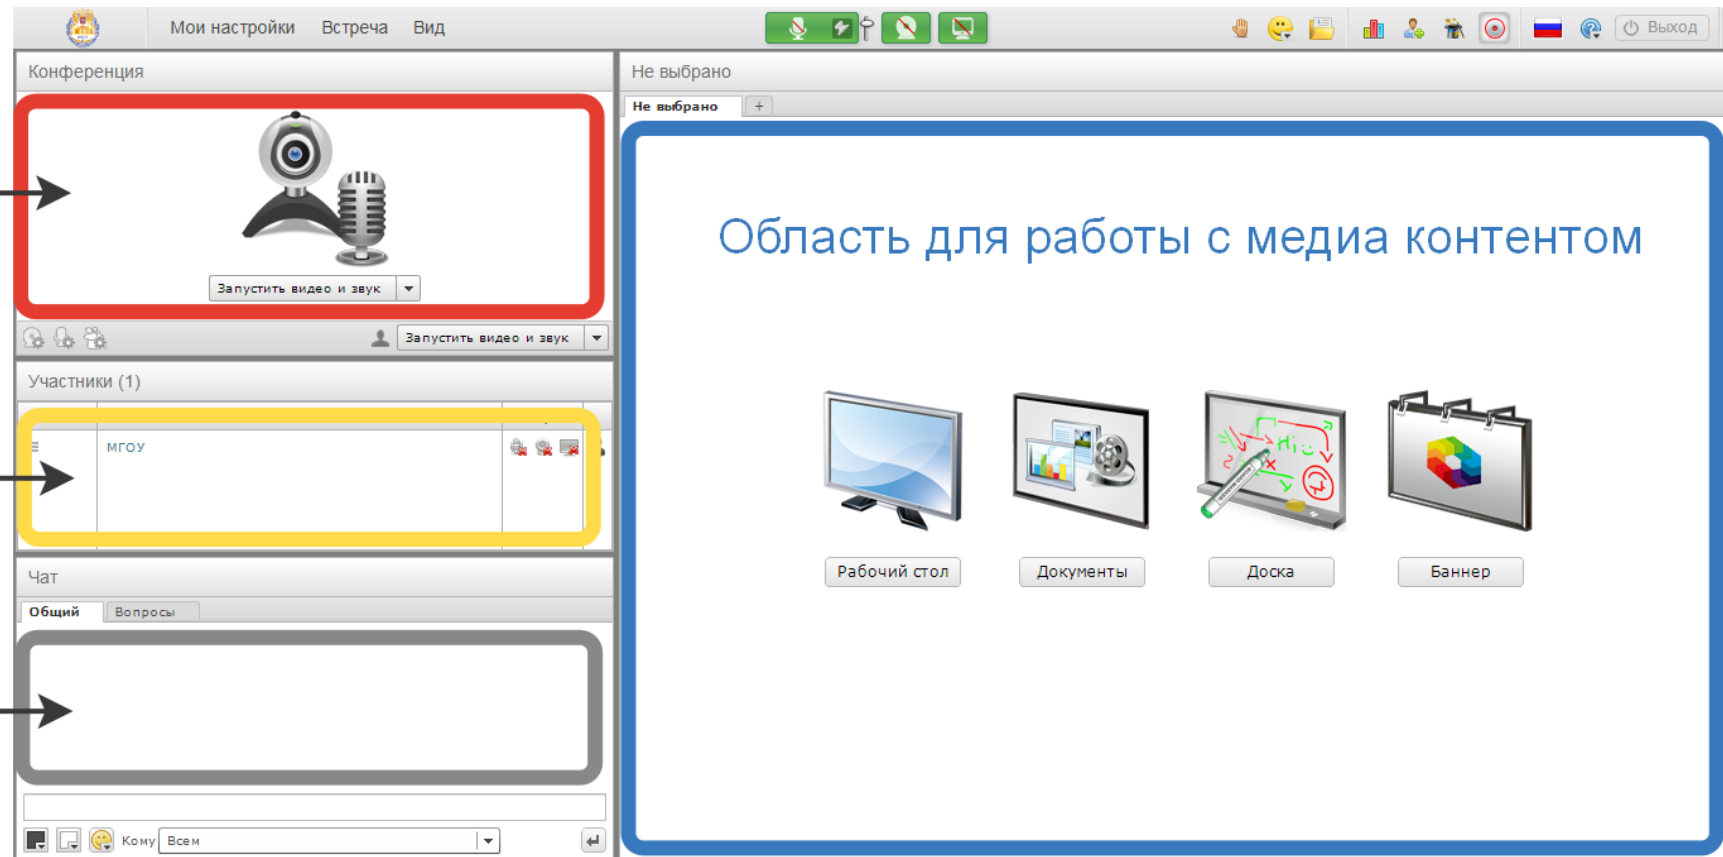 Мои настройки Встреча Вид
Выход
Конференция
Запустить видео и звук
Запустить видео и звук
Участники (1)
МГОУ
Чат
Общий Вопросы
Кому Всем
Не выбрано
Не выбрано +
Область для работы с медиа контентом
Hi
Рабочий стол Документы Доска Баннер